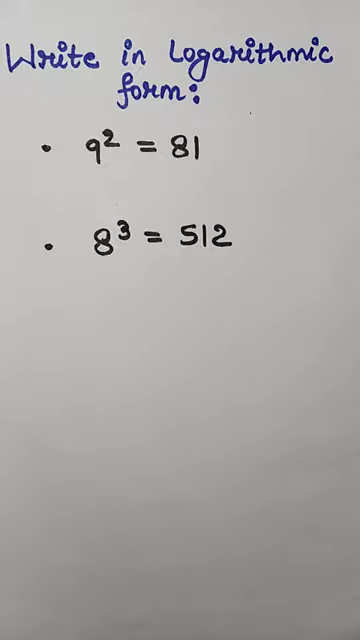 Write in Logarithmic
form:
• 9² = 81
• 8³ = 512